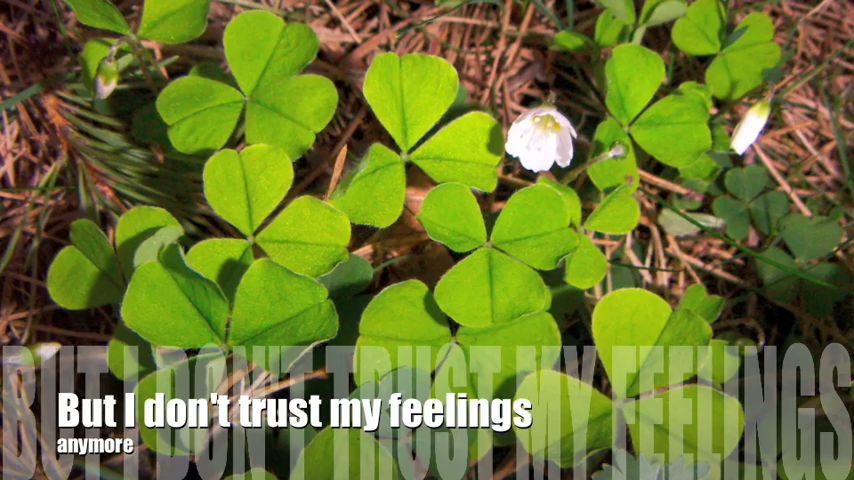 BUT I DON'T TRUST MY FEELINGS
But I don't trust my feelings
anymore